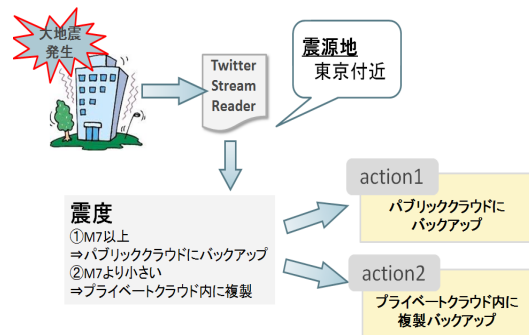 大地震
発生
Twitter
Stream
Reader
震源地
東京付近
震度
①M7以上
⇒パブリッククラウドにバックアップ
②M7より小さい
⇒プライベートクラウド内に複製
action1
パブリッククラウドに
バックアップ
action2
プライベートクラウド内に
複製バックアップ